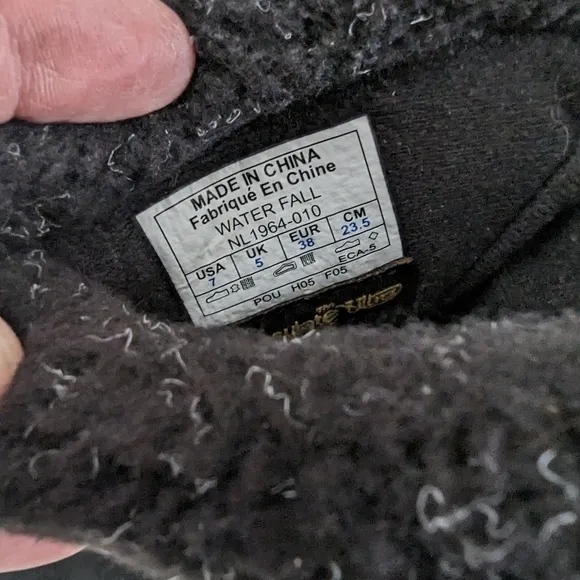 MADE IN CHINA
Fabriqué En Chine
WATER FALL
NL1964-010
USA UK EUR CM
7 5 38 23.5
ECA-5
POU H05 F05